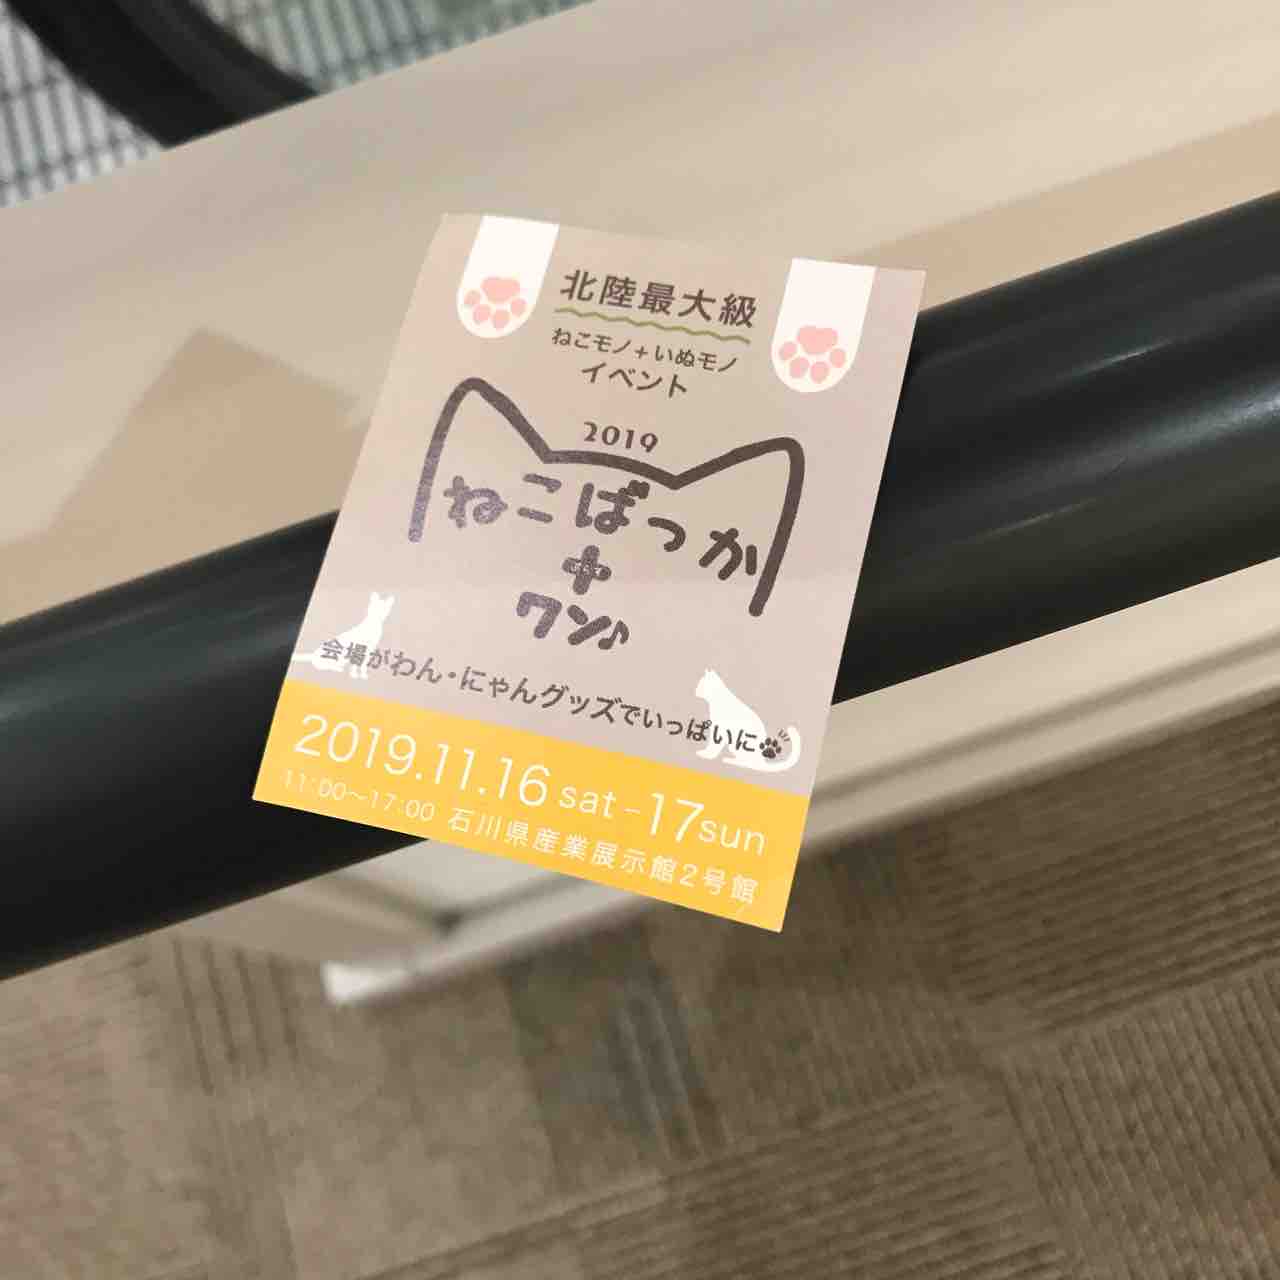 北陸最大級
ねこモノ+いぬモノ
イベント
2019
ねこばっか
+
ワン♪
会場がわん・にゃんグッズでいっぱいに
2019.11.16 sat - 17 sun
11:00〜17:00 石川県産業展示館2号館